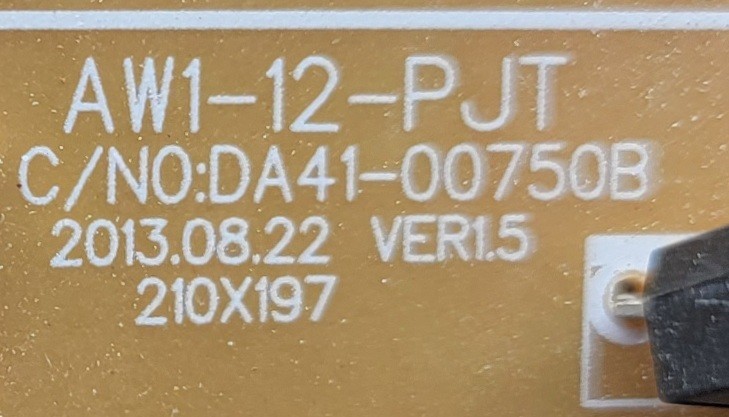 AW1-12-PJT
C/NO:DA41-00750B
2013.08.22 VER1.5
210X197